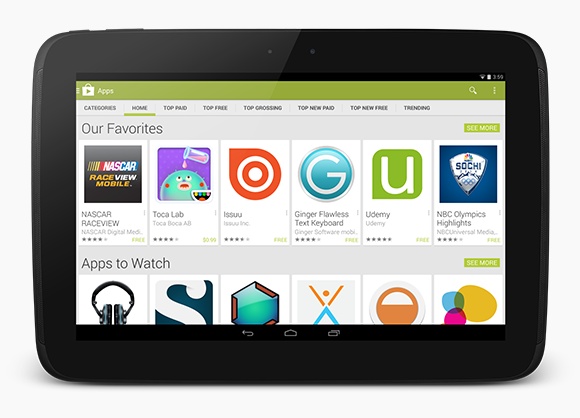 3:59
Apps
CATEGORIES HOME TOP PAID TOP FREE TOP GROSSING TOP NEW PAID TOP NEW FREE TRENDING
Our Favorites SEE MORE
NASCAR
RACEVIEW
MOBILE.
issuu
G
u
NBC
SOCHI
NASCAR
RACEVIEW
NASCAR Digital Medi..
FREE
Toca Lab
Toca Boca AB
$0.99
Issuu
Issuu Inc.
FREE
Ginger Flawless
Text Keyboard
Ginger Software mobi..
FREE
Udemy
Udemy
FREE
NBC Olympics
Highlights
NBCUniversal Media,..
FREE
Apps to Watch SEE MORE
S